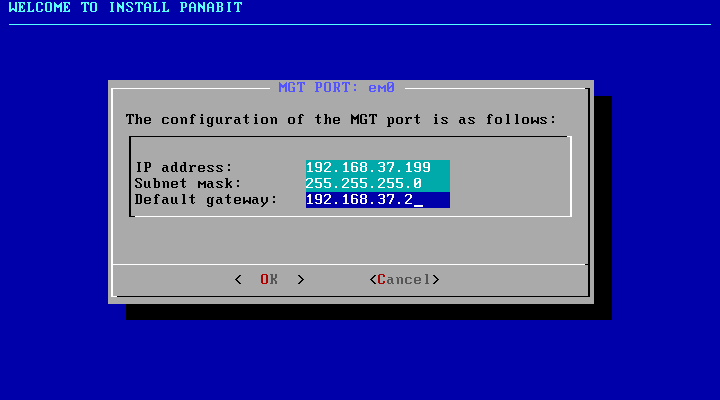 WELCOME TO INSTALL PANABIT
MGT PORT: em0
The configuration of the MGT port is as follows:
IP address: 192.168.37.199
Subnet mask: 255.255.255.0
Default gateway: 192.168.37.2_
< OK > <Cancel>